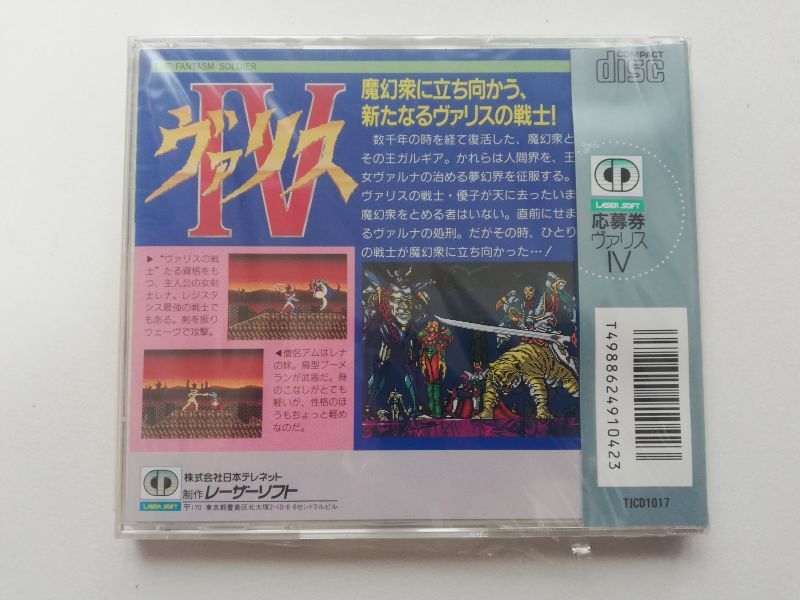 THE FANTASM SOLDIER
ヴァリス
IV
魔幻衆に立ち向かう、
新たなるヴァリスの戦士!
数千年の時を経て復活した、魔幻衆と
その王ガルギア。かれらは人間界を、王
女ヴァルナの治める夢幻界を征服する。
ヴァリスの戦士・優子が天に去ったいま
魔幻衆をとめる者はいない。直前にせま
るヴァルナの処刑。だがその時、ひとり
の戦士が魔幻衆に立ち向かった…!
▶“ヴァリスの戦
士”たる資格をも
つ、主人公の女剣
士レナ。レジスタ
ンス最強の戦士で
もある。剣を振り
ウェーヴで攻撃。
◀僧侶アムはレナ
の妹。鳥型ブーメ
ランが武器だ。身
のこなしがとても
軽いが、性格のほ
うもちょっと軽め
なのだ。
LASER SOFT
株式会社日本テレネット
制作 レーザーソフト
〒170 東京都豊島区北大塚2-10-6 6セントラルビル
COMPACT
disc
LASER SOFT
応募券
ヴァリス
IV
T4988624910423
TJCD1017